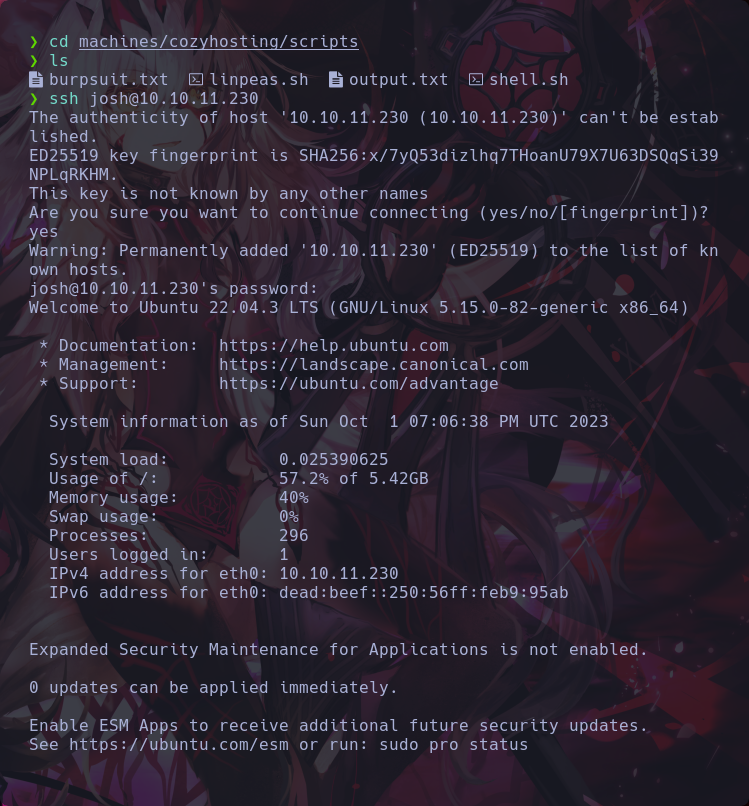 ❯ cd machines/cozyhosting/scripts
❯ ls
burpsuit.txt  linpeas.sh  output.txt  shell.sh
❯ ssh josh@10.10.11.230
The authenticity of host '10.10.11.230 (10.10.11.230)' can't be estab
lished.
ED25519 key fingerprint is SHA256:x/7yQ53dizlhq7THoanU79X7U63DSQqSi39
NPLqRKHM.
This key is not known by any other names
Are you sure you want to continue connecting (yes/no/[fingerprint])?
yes
Warning: Permanently added '10.10.11.230' (ED25519) to the list of kn
own hosts.
josh@10.10.11.230's password:
Welcome to Ubuntu 22.04.3 LTS (GNU/Linux 5.15.0-82-generic x86_64)
 * Documentation:  https://help.ubuntu.com
 * Management:     https://landscape.canonical.com
 * Support:        https://ubuntu.com/advantage
  System information as of Sun Oct  1 07:06:38 PM UTC 2023
  System load:           0.025390625
  Usage of /:            57.2% of 5.42GB
  Memory usage:          40%
  Swap usage:            0%
  Processes:             296
  Users logged in:       1
  IPv4 address for eth0: 10.10.11.230
  IPv6 address for eth0: dead:beef::250:56ff:feb9:95ab
Expanded Security Maintenance for Applications is not enabled.
0 updates can be applied immediately.
Enable ESM Apps to receive additional future security updates.
See https://ubuntu.com/esm or run: sudo pro status